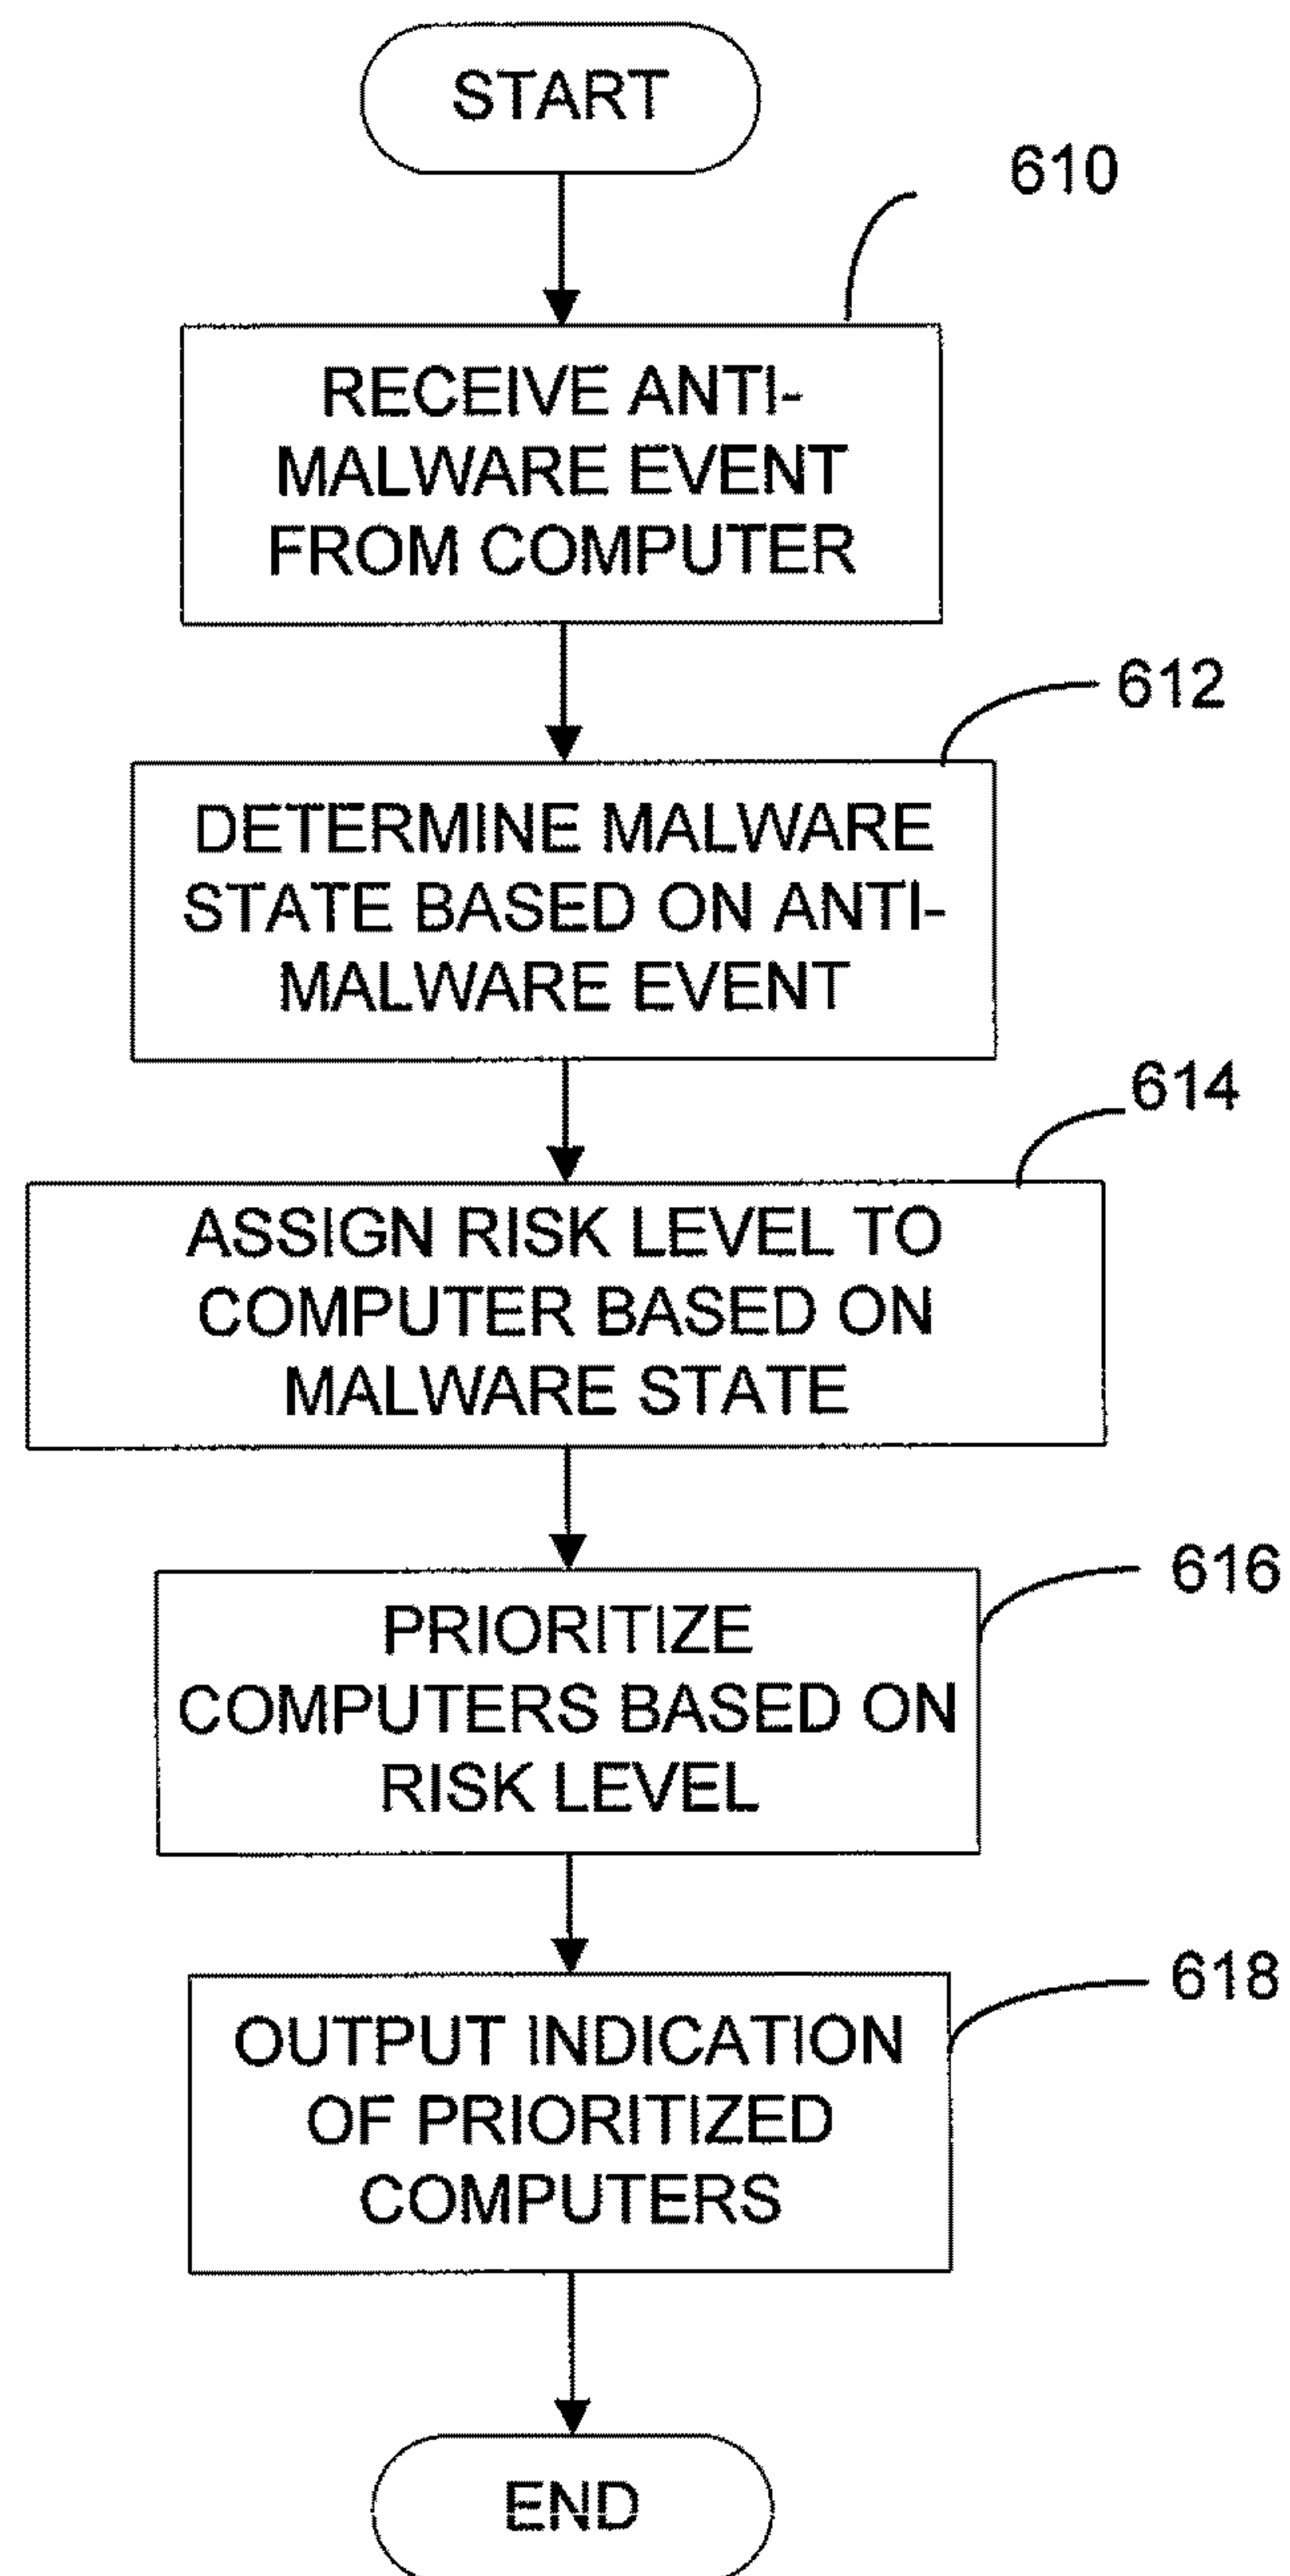 START
610
RECEIVE ANTI-
MALWARE EVENT
FROM COMPUTER
612
DETERMINE MALWARE
STATE BASED ON ANTI-
MALWARE EVENT
614
ASSIGN RISK LEVEL TO
COMPUTER BASED ON
MALWARE STATE
616
PRIORITIZE
COMPUTERS BASED ON
RISK LEVEL
618
OUTPUT INDICATION
OF PRIORITIZED
COMPUTERS
END